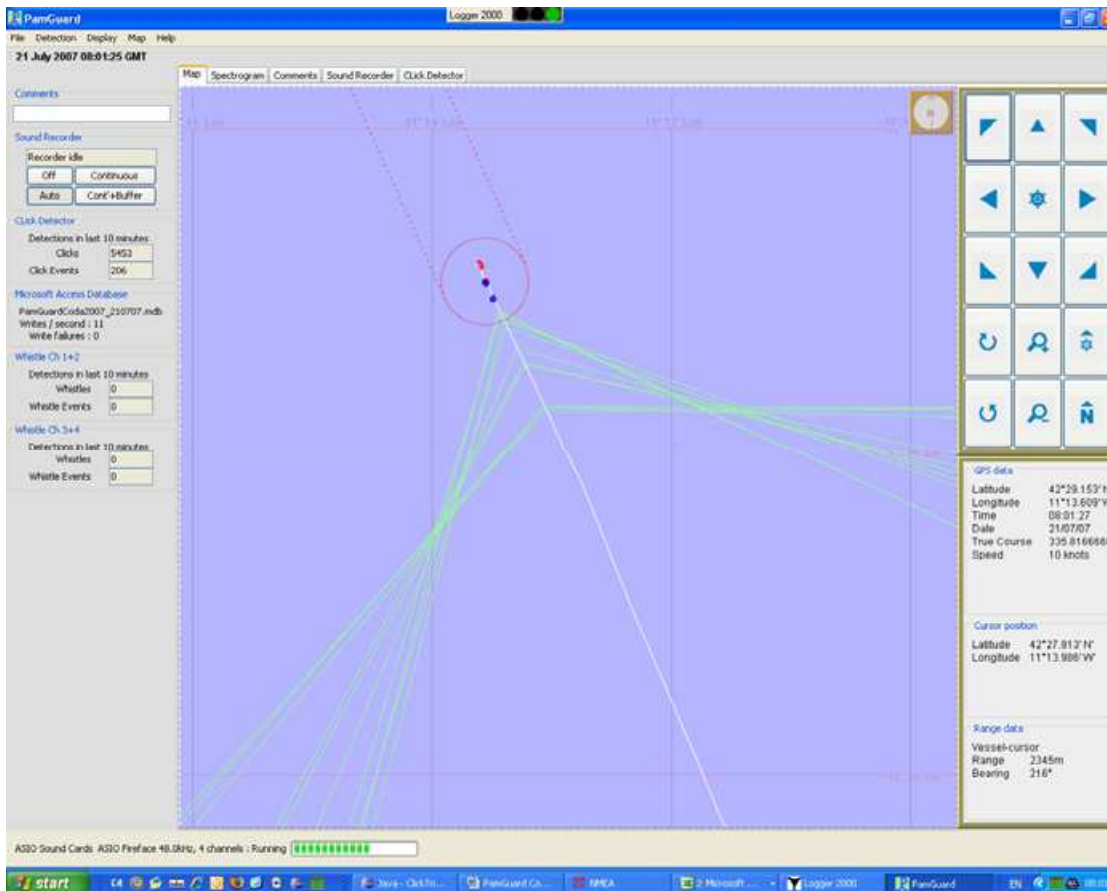 Logger 2000
PamGuard
File Detection Display Map Help
21 July 2007 08:01:25 GMT
Map Spectrogram Comments Sound Recorder CLick Detector
Comments
Sound Recorder
Recorder idle
Off Continuous
Auto Cont'+Buffer
CLick Detector
Detections in last 10 minutes
Clicks 5453
Click Events 206
Microsoft Access Database
PamGuardCoda2007_210707.mdb
Writes / second : 11
Write failures : 0
Whistle Ch 1+2
Detections in last 10 minutes
Whistles 0
Whistle Events 0
Whistle Ch 3+4
Detections in last 10 minutes
Whistles 0
Whistle Events 0
N
GPS data
Latitude 42°29.153'N
Longitude 11°13.609'W
Time 08:01:27
Date 21/07/07
True Course 335.816666
Speed 10 knots
Cursor position
Latitude 42°27.913'N'
Longitude 11°13.986'W'
Range data
Vessel-cursor
Range 2345m
Bearing 216°
ASIO Sound Cards ASIO Fireface 48.0kHz, 4 channels : Running
start
Java - ClickTri...
PamGuard Co...
NMEA
2 Microsoft ...
Logger 2000
PamGuard
EN